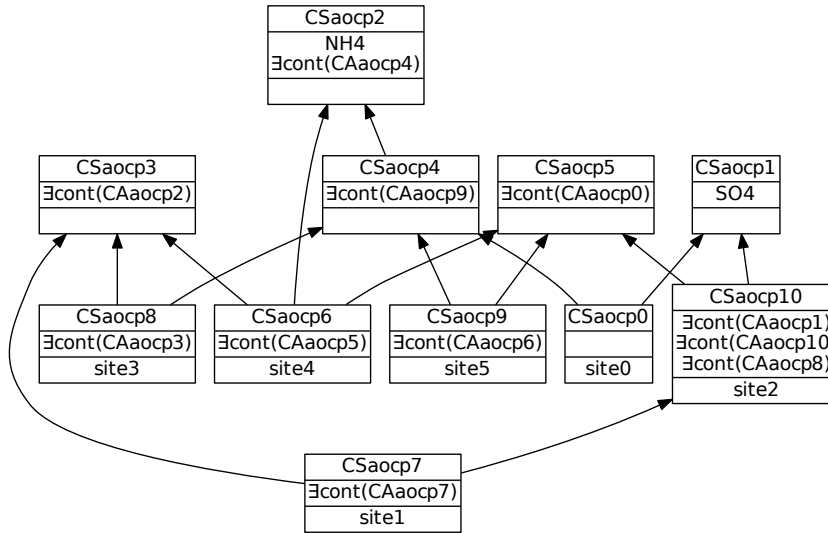 CSaocp2
NH4
∃cont(CAaocp4)
CSaocp3
∃cont(CAaocp2)
CSaocp4
∃cont(CAaocp9)
CSaocp5
∃cont(CAaocp0)
CSaocp1
SO4
CSaocp8
∃cont(CAaocp3)
site3
CSaocp6
∃cont(CAaocp5)
site4
CSaocp9
∃cont(CAaocp6)
site5
CSaocp0
site0
CSaocp10
∃cont(CAaocp1)
∃cont(CAaocp10)
∃cont(CAaocp8)
site2
CSaocp7
∃cont(CAaocp7)
site1